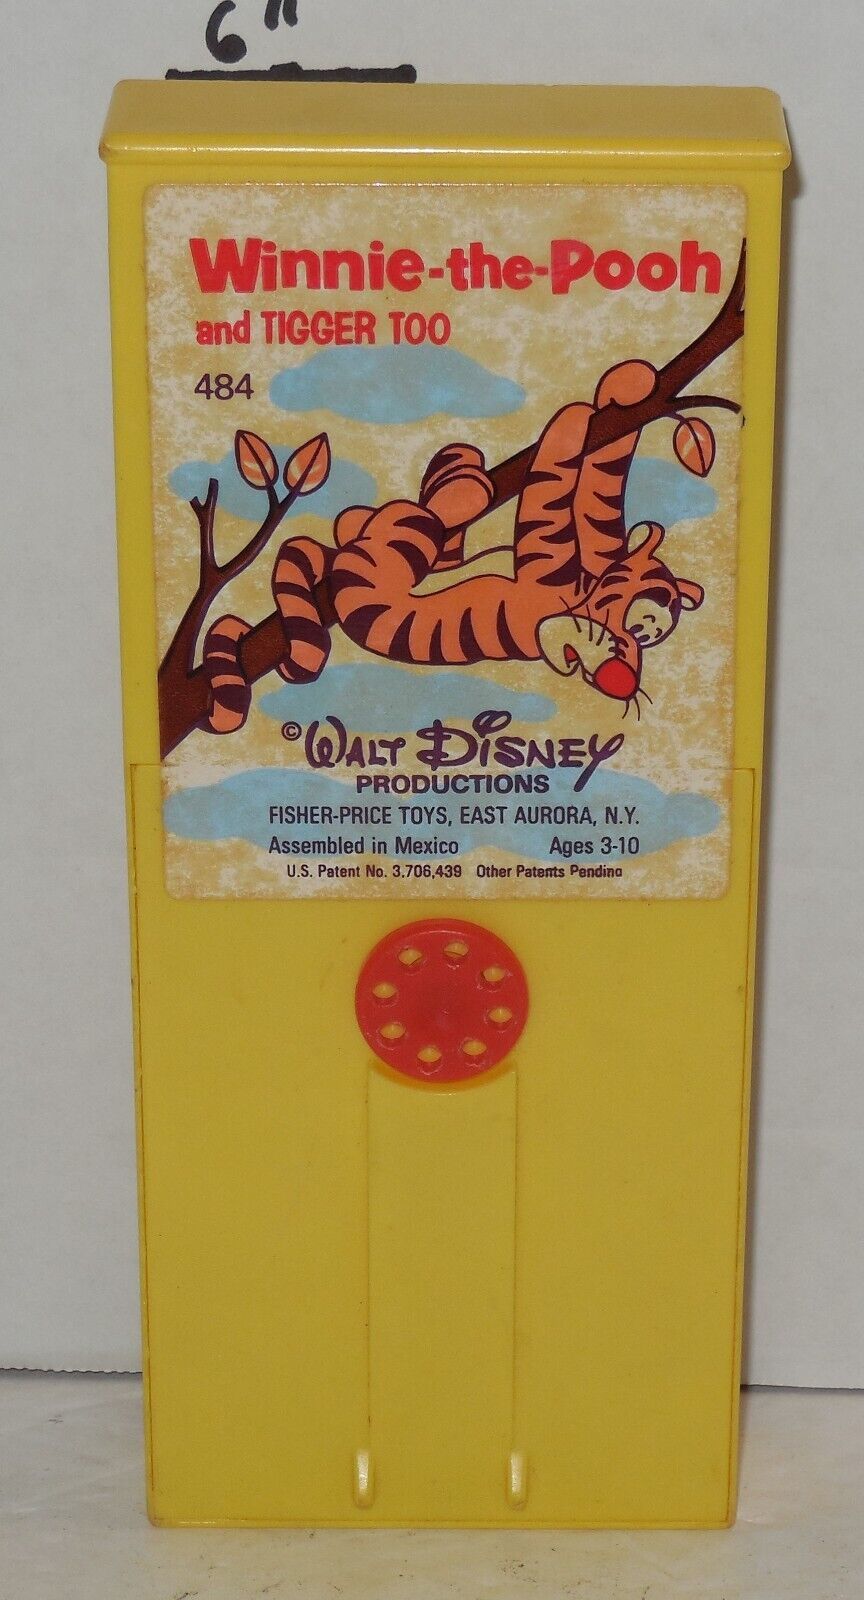 6"
Winnie-the-Pooh
and TIGGER TOO
484
© WALT DISNEY
PRODUCTIONS
FISHER-PRICE TOYS, EAST AURORA, N.Y.
Assembled in Mexico Ages 3-10
U.S. Patent No. 3,706,439 Other Patents Pending